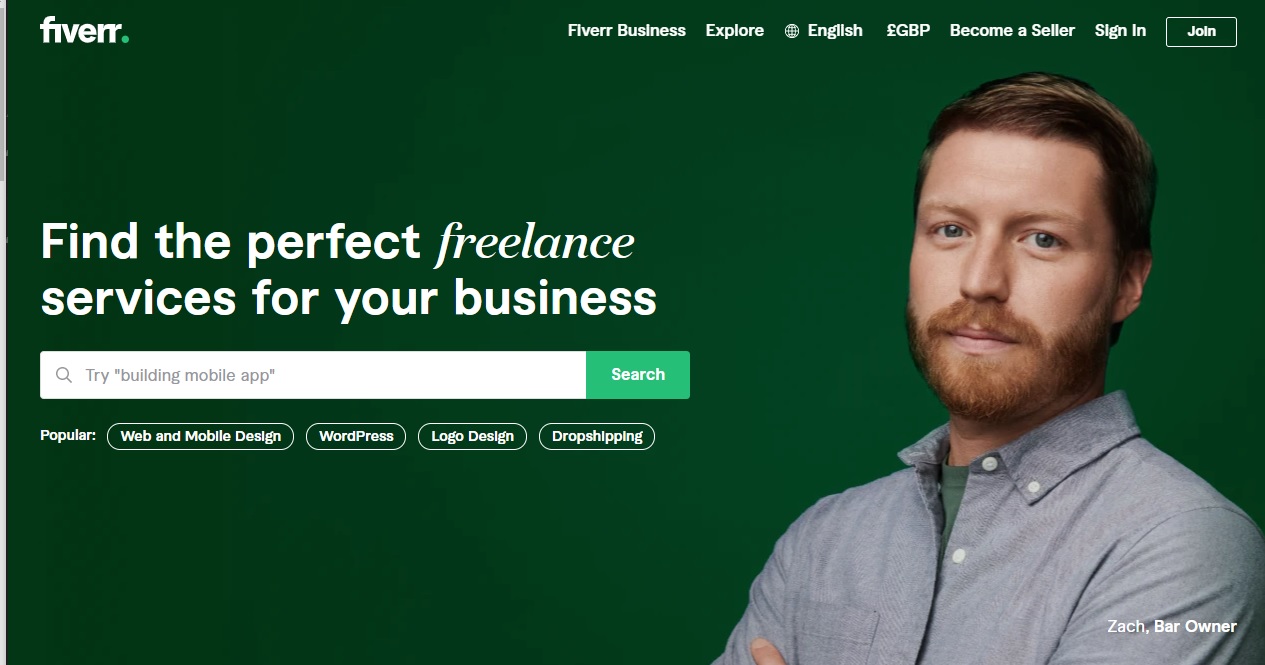 fiverr.
Fiverr Business Explore English £GBP Become a Seller Sign In Join
Find the perfect freelance
services for your business
Try "building mobile app" Search
Popular: Web and Mobile Design WordPress Logo Design Dropshipping
Zach, Bar Owner